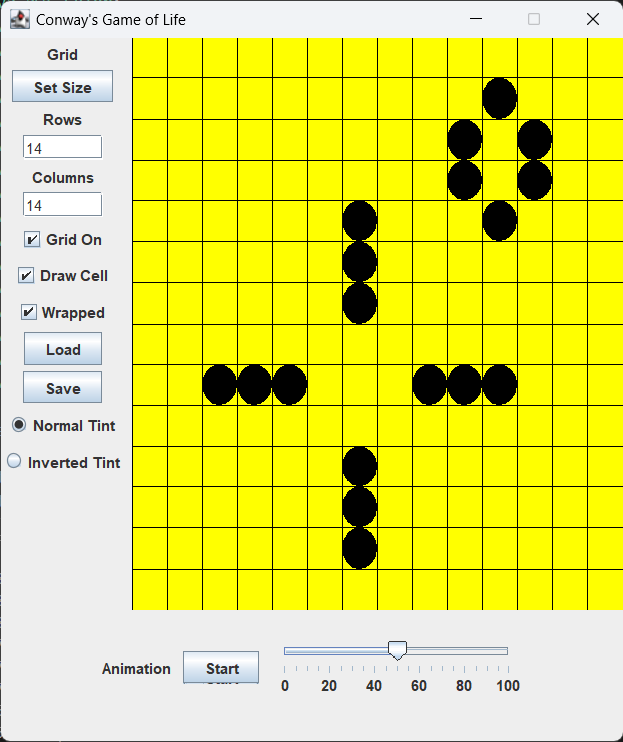 Conway's Game of Life
Grid
Set Size
Rows
14
Columns
14
Grid On
Draw Cell
Wrapped
Load
Save
Normal Tint
Inverted Tint
Animation
Start
0 20 40 60 80 100